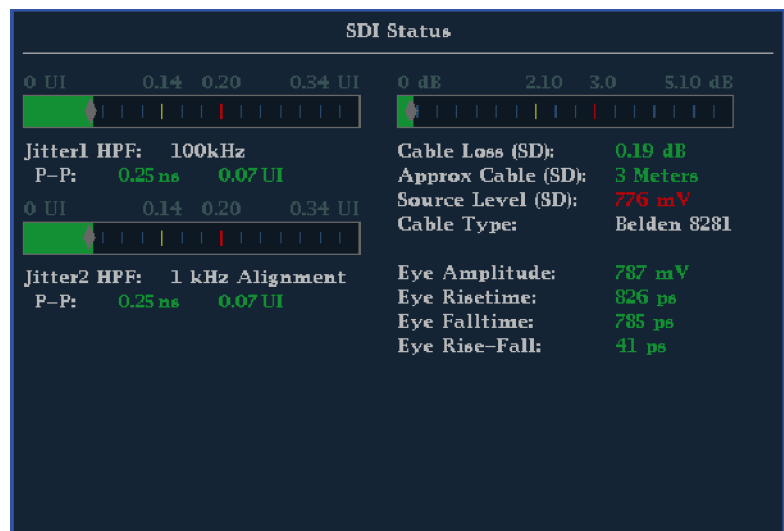 SDI Status
0 UI 0.14 0.20 0.34 UI
Jitter1 HPF: 100kHz
P-P: 0.25 ns 0.07 UI
0 UI 0.14 0.20 0.34 UI
Jitter2 HPF: 1 kHz Alignment
P-P: 0.25 ns 0.07 UI
0 dB 2.10 3.0 5.10 dB
Cable Loss (SD): 0.19 dB
Approx Cable (SD): 3 Meters
Source Level (SD): 776 mV
Cable Type: Belden 8281
Eye Amplitude: 787 mV
Eye Risetime: 826 ps
Eye Falltime: 785 ps
Eye Rise-Fall: 41 ps